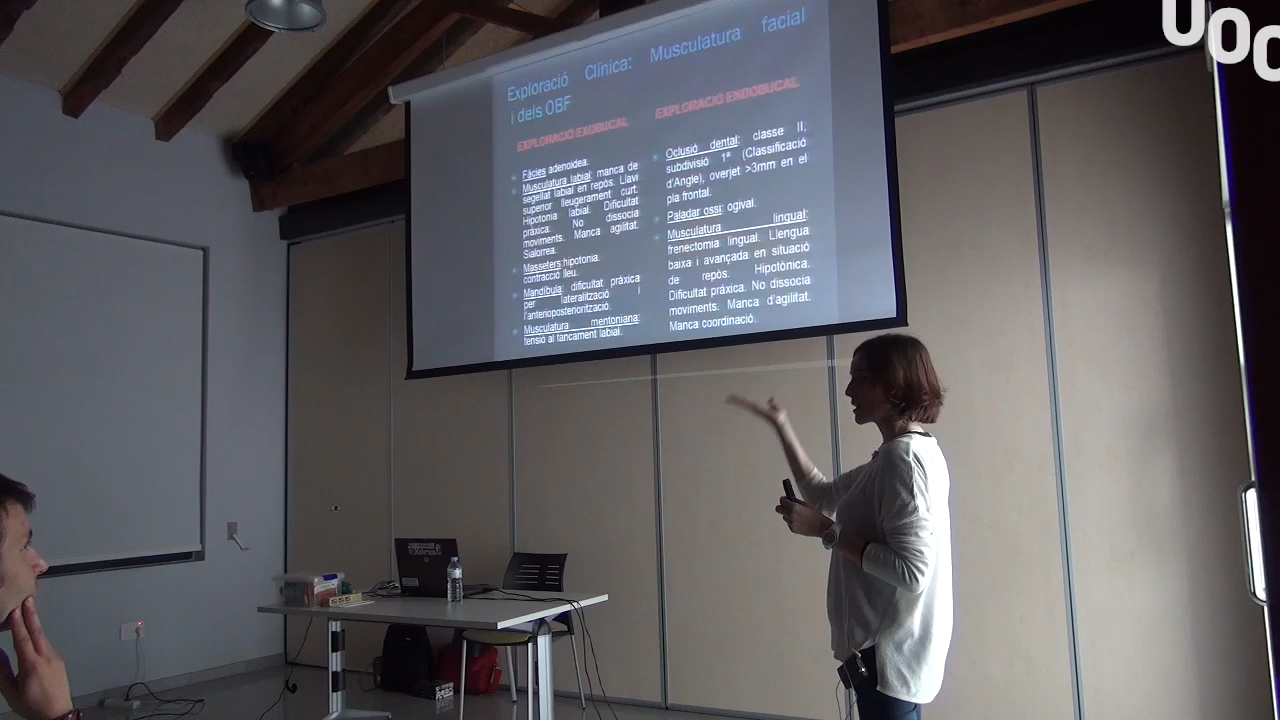 UOC
Exploració Clínica: Musculatura facial
i dels OBF
EXPLORACIÓ EXOBUCAL
Fàcies adenoidea.
Musculatura labial: manca de
segellat labial en repòs. Llavi
superior lleugerament curt.
Hipotonia labial. Dificultat
pràxica. No dissocia
moviments. Manca agilitat.
Sialorrea.
Masseters:hipotonia.
contracció lleu.
Mandíbula: dificultat pràxica
per lateralització i
l'anteroposteriorització.
Musculatura mentoniana:
tensió al tancament labial.
EXPLORACIÓ ENDOBUCAL
Oclusió dental: classe II,
subdivisió 1ª (Classificació
d'Angle), overjet >3mm en el
pla frontal.
Paladar ossi: ogival.
Musculatura lingual:
frenectomia lingual. Llengua
baixa i avançada en situació
de repòs. Hipotònica.
Dificultat pràxica. No dissocia
moviments. Manca d'agilitat.
Manca coordinació.